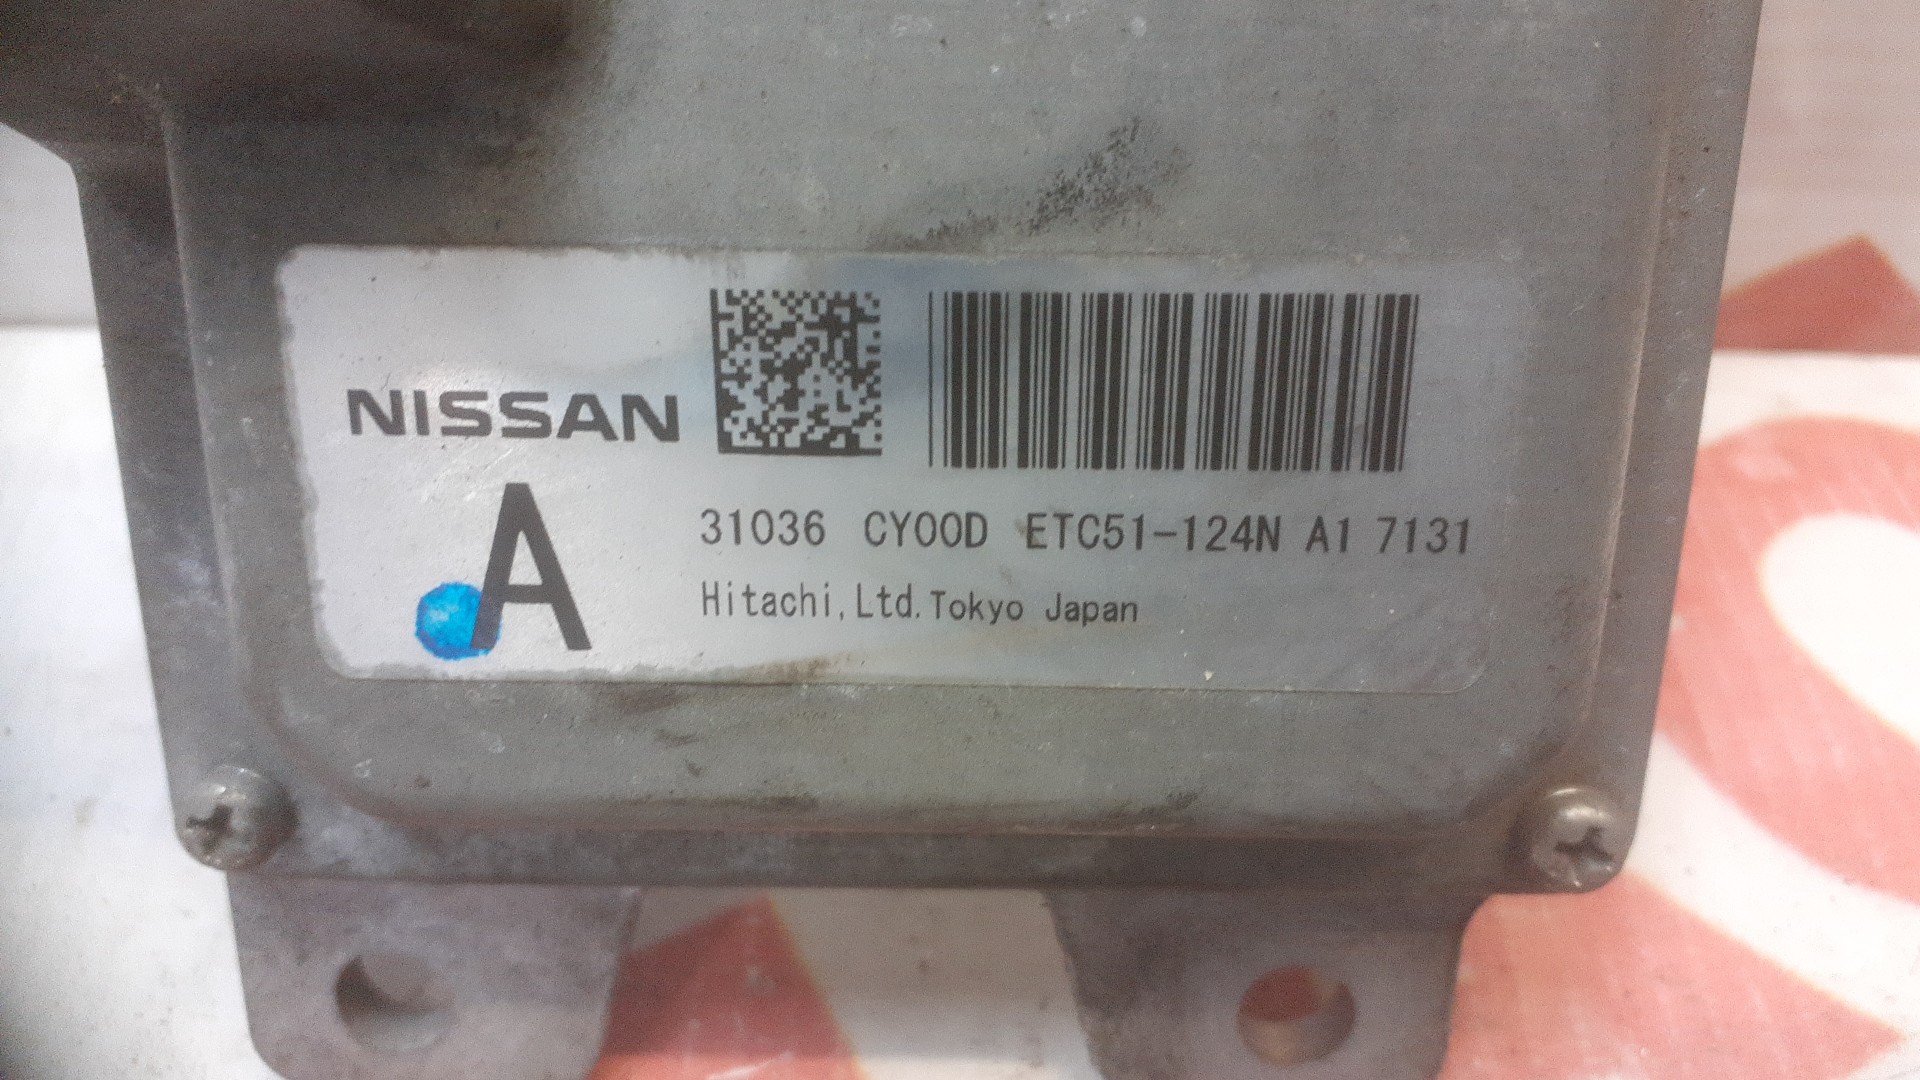 NISSAN
A
31036 CY00D ETC51-124N A1 7131
Hitachi,Ltd.Tokyo Japan